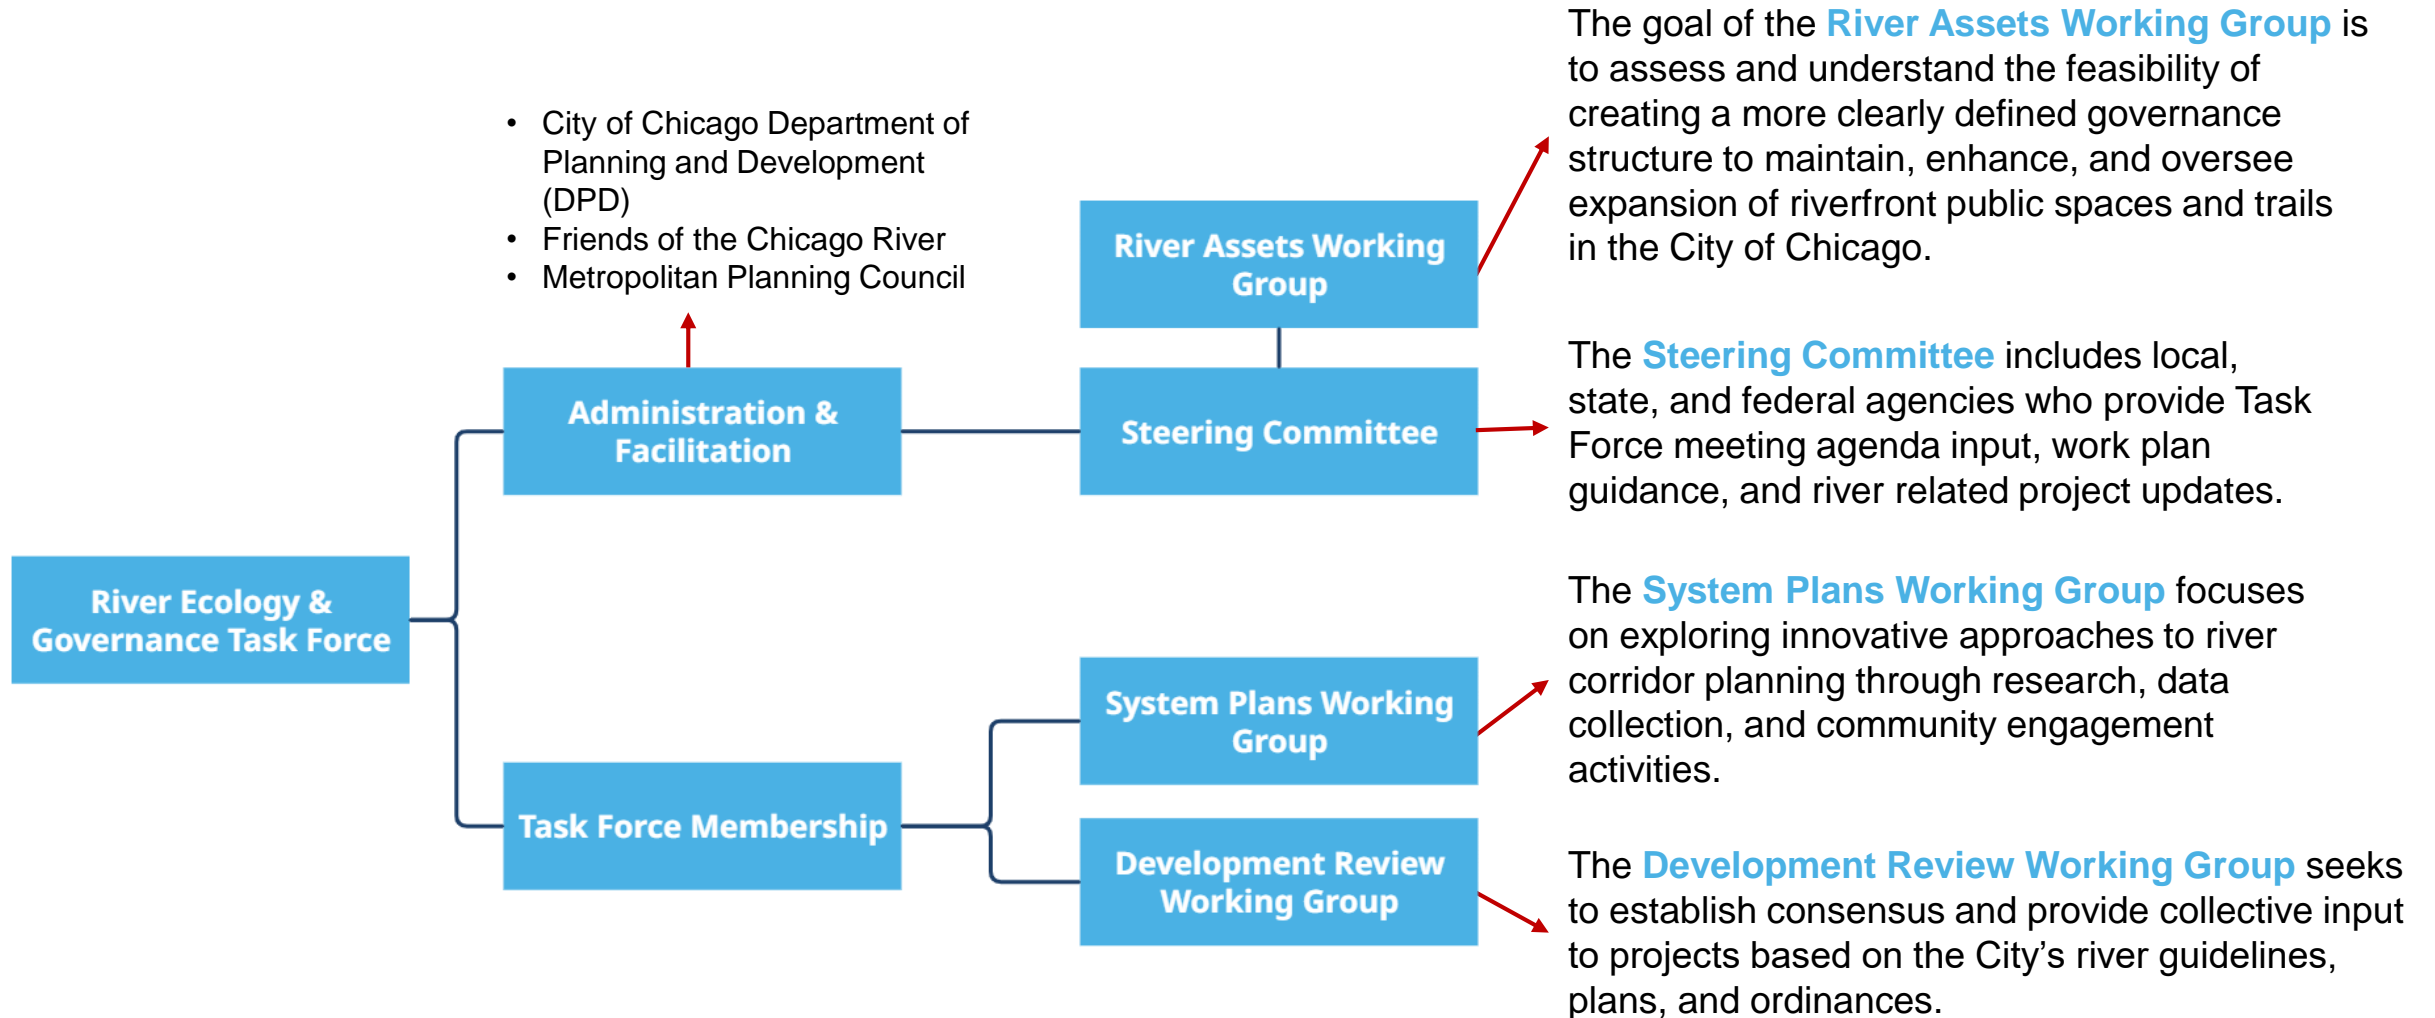 River Ecology &
Governance Task Force
• City of Chicago Department of
Planning and Development
(DPD)
• Friends of the Chicago River
• Metropolitan Planning Council
Administration &
Facilitation
Task Force Membership
River Assets Working
Group
Steering Committee
System Plans Working
Group
Development Review
Working Group
The goal of the River Assets Working Group is
to assess and understand the feasibility of
creating a more clearly defined governance
structure to maintain, enhance, and oversee
expansion of riverfront public spaces and trails
in the City of Chicago.
The Steering Committee includes local,
state, and federal agencies who provide Task
Force meeting agenda input, work plan
guidance, and river related project updates.
The System Plans Working Group focuses
on exploring innovative approaches to river
corridor planning through research, data
collection, and community engagement
activities.
The Development Review Working Group seeks
to establish consensus and provide collective input
to projects based on the City’s river guidelines,
plans, and ordinances.